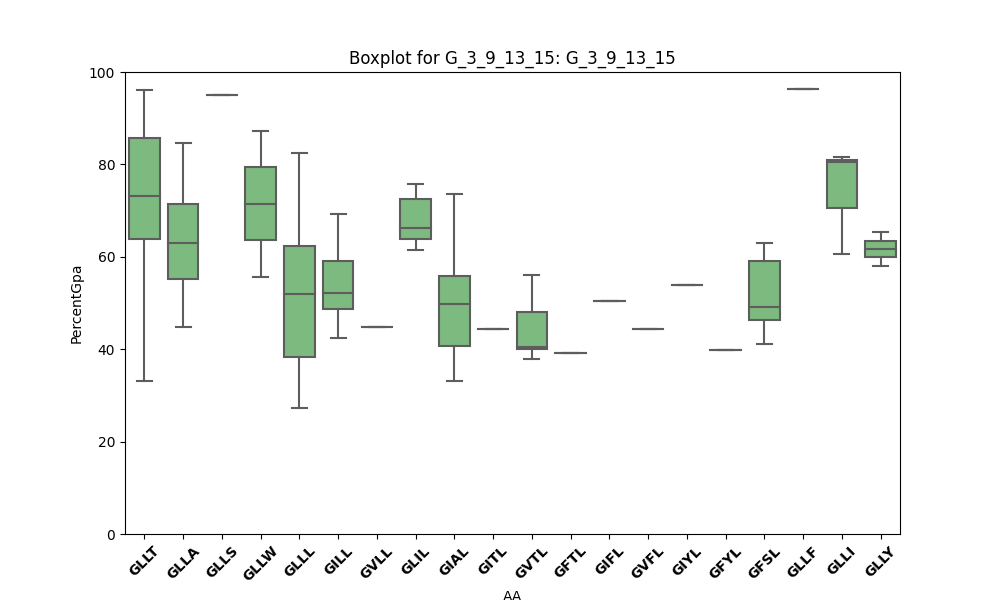 Boxplot for G_3_9_13_15: G_3_9_13_15
100
80
60
40
20
0
PercentGpa
GLLT GLLA GLLS GLLW GLLL GILL GVLL GLIL GIAL GITL GVTL GFTL GIFL GVFL GIYL GFYL GFSL GLLF GLLI GLLY
AA